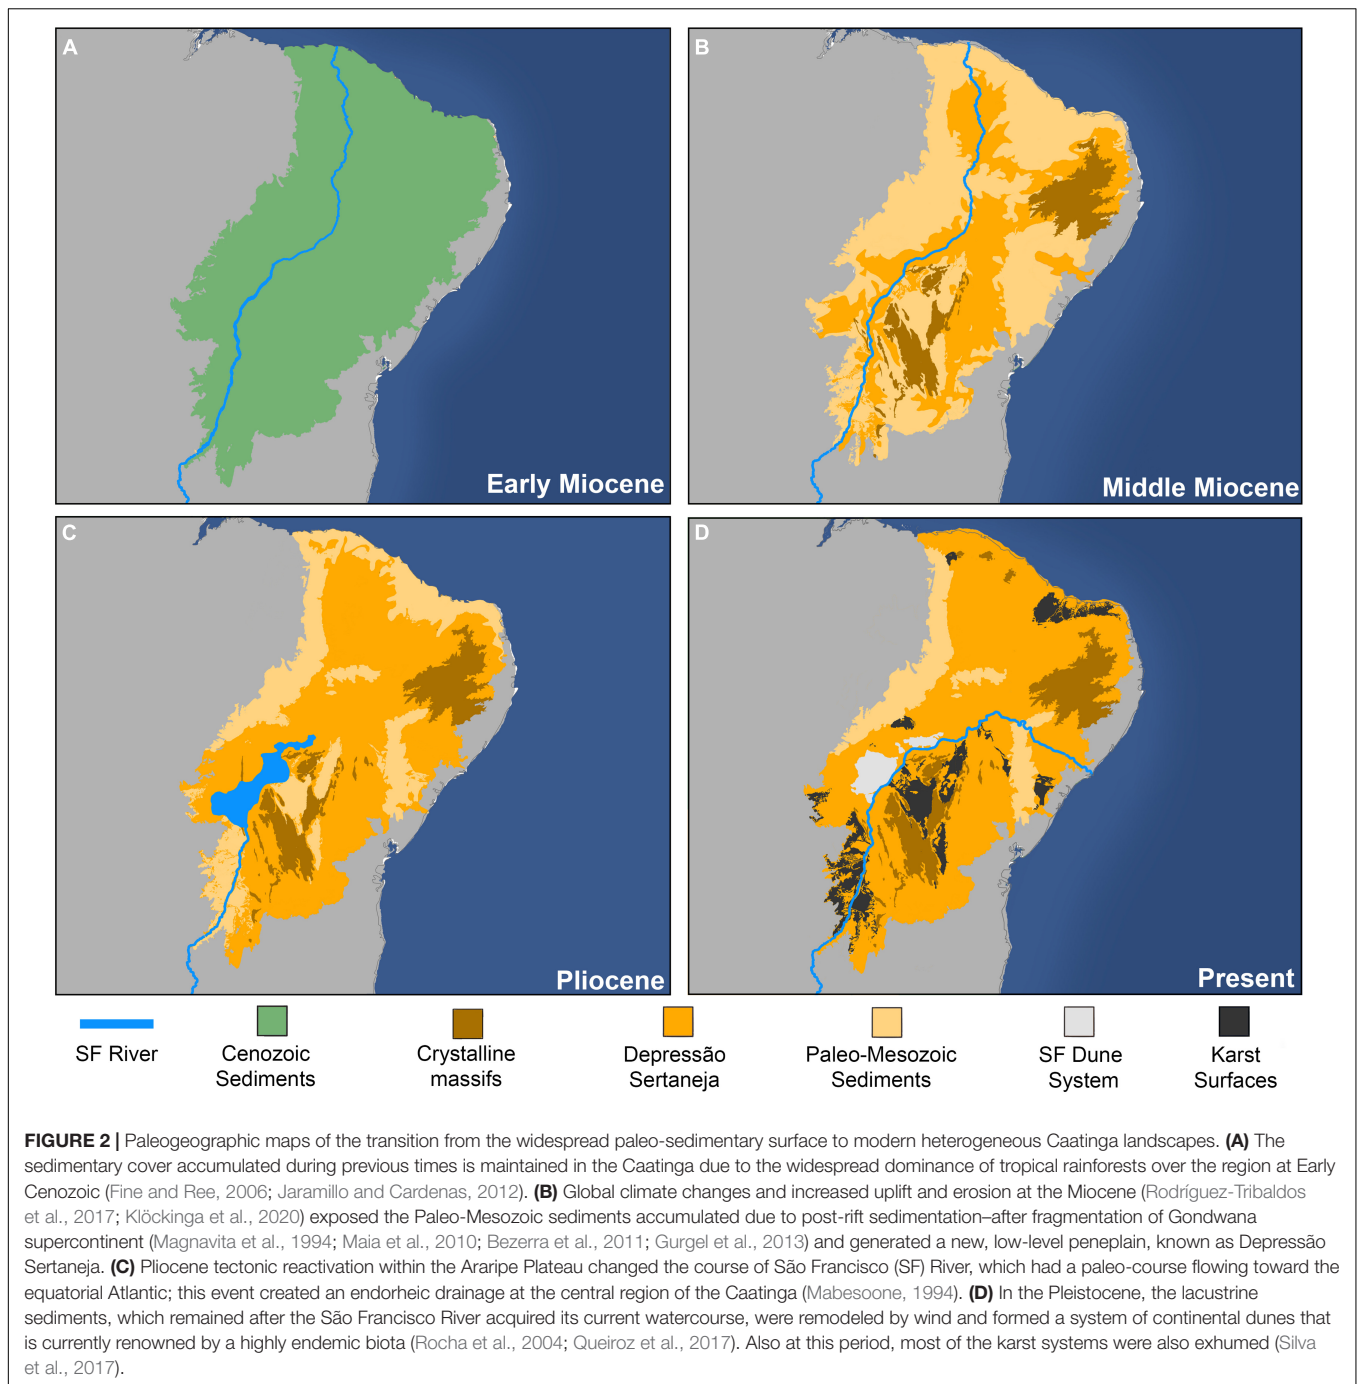 A
Early Miocene
B
Middle Miocene
C
Pliocene
D
Present
SF River
Cenozoic
Sediments
Crystalline
massifs
Depressão
Sertaneja
Paleo-Mesozoic
Sediments
SF Dune
System
Karst
Surfaces
FIGURE 2 | Paleogeographic maps of the transition from the widespread paleo-sedimentary surface to modern heterogeneous Caatinga landscapes. (A) The
sedimentary cover accumulated during previous times is maintained in the Caatinga due to the widespread dominance of tropical rainforests over the region at Early
Cenozoic (Fine and Ree, 2006; Jaramillo and Cardenas, 2012). (B) Global climate changes and increased uplift and erosion at the Miocene (Rodríguez-Tribaldos
et al., 2017; Klöckinga et al., 2020) exposed the Paleo-Mesozoic sediments accumulated due to post-rift sedimentation–after fragmentation of Gondwana
supercontinent (Magnavita et al., 1994; Maia et al., 2010; Bezerra et al., 2011; Gurgel et al., 2013) and generated a new, low-level peneplain, known as Depressão
Sertaneja. (C) Pliocene tectonic reactivation within the Araripe Plateau changed the course of São Francisco (SF) River, which had a paleo-course flowing toward the
equatorial Atlantic; this event created an endorheic drainage at the central region of the Caatinga (Mabesoone, 1994). (D) In the Pleistocene, the lacustrine
sediments, which remained after the São Francisco River acquired its current watercourse, were remodeled by wind and formed a system of continental dunes that
is currently renowned by a highly endemic biota (Rocha et al., 2004; Queiroz et al., 2017). Also at this period, most of the karst systems were also exhumed (Silva
et al., 2017).